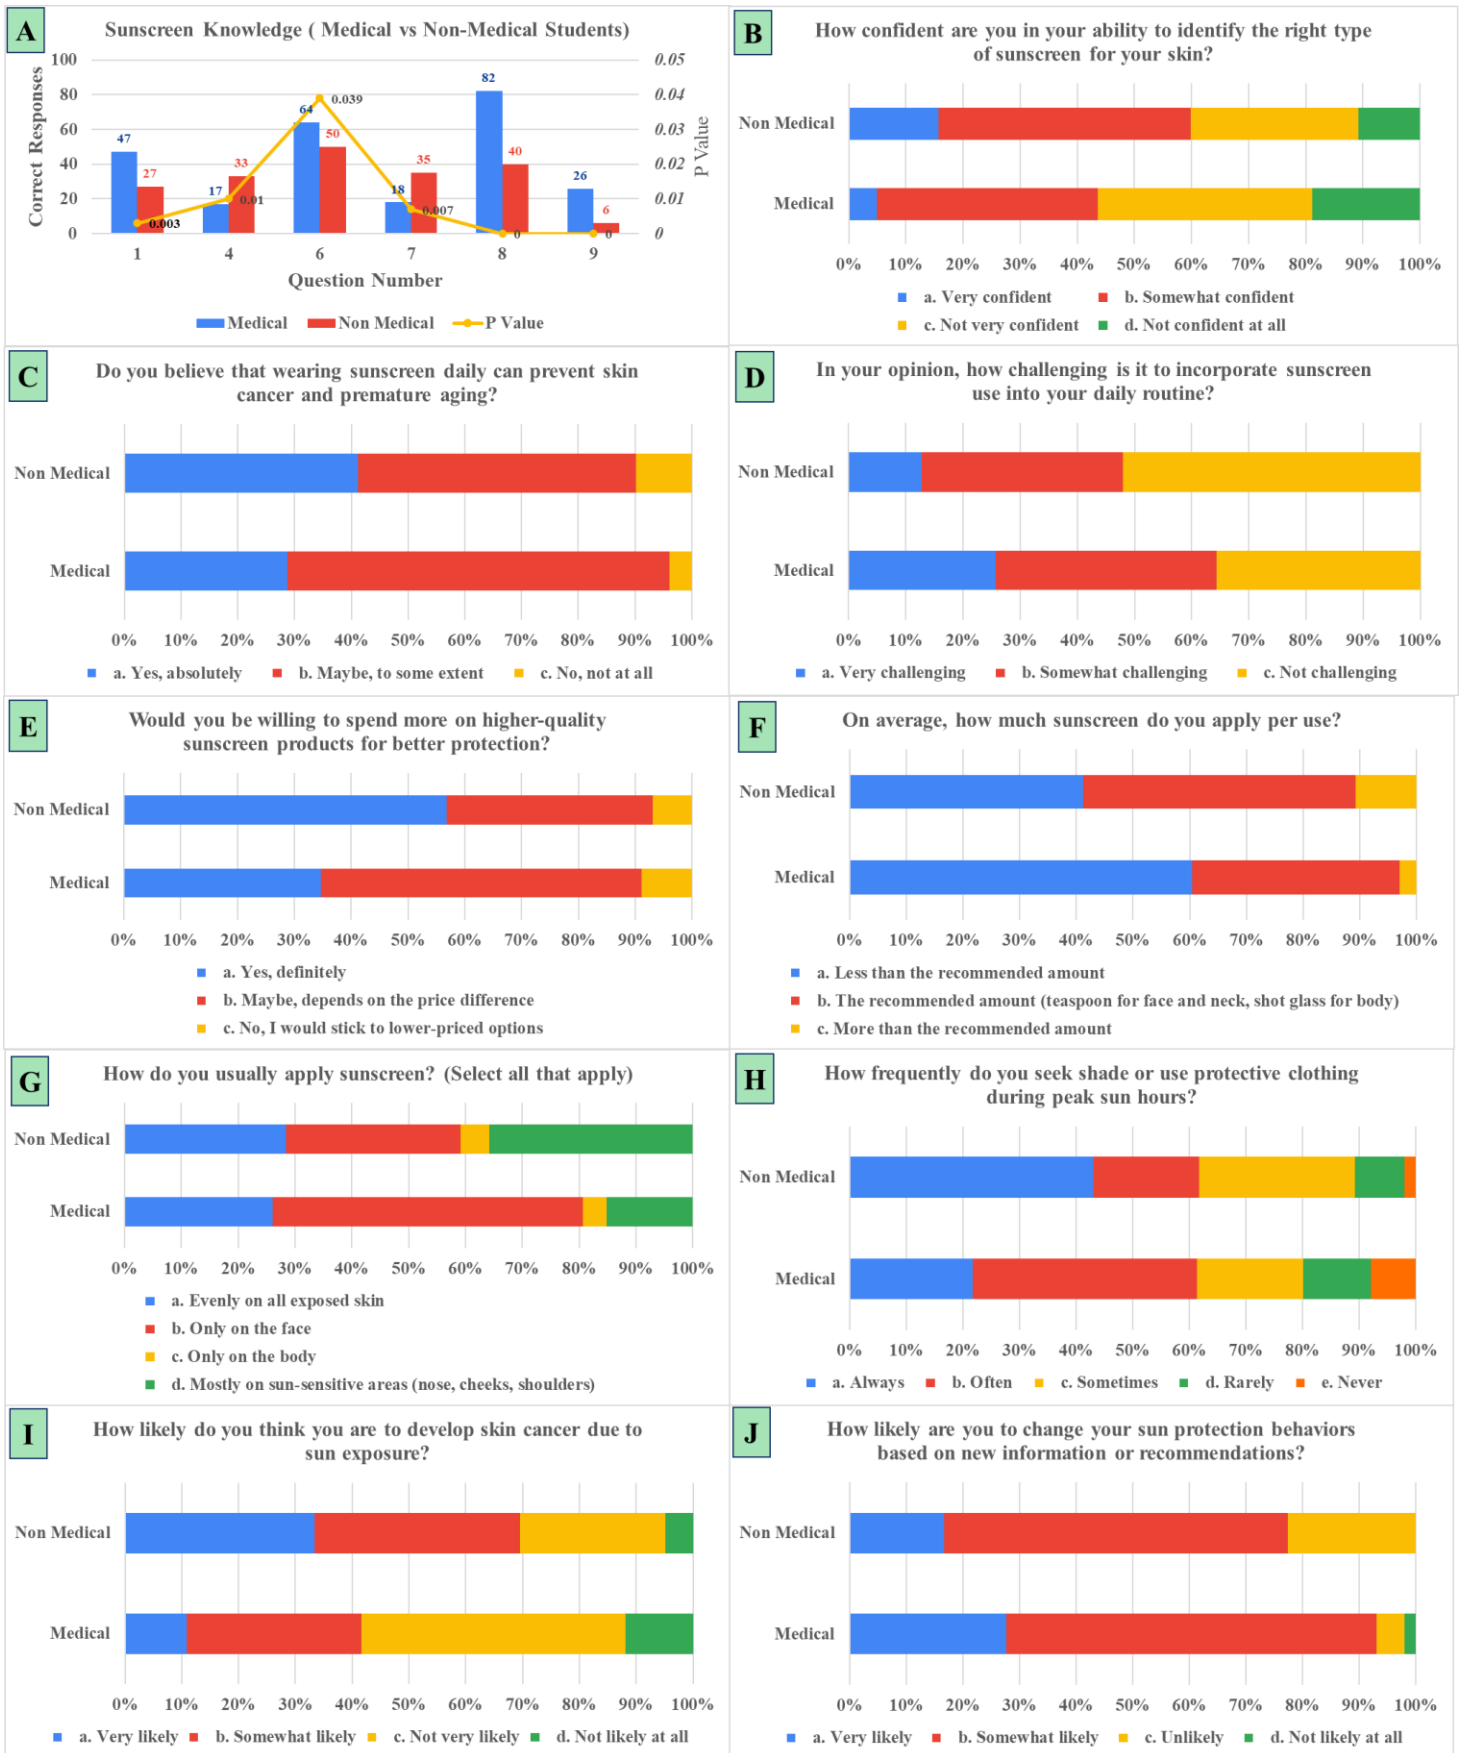 A
Sunscreen Knowledge ( Medical vs Non-Medical Students)
Correct Responses
100
80
60
40
20
0
0.05
0.04
0.03
0.02
0.01
0
P Value
47
27
17
33
64
50
18
35
82
40
26
6
0.003
0.01
0.039
0.007
0
0
1 4 6 7 8 9
Question Number
Medical Non Medical P Value
B
How confident are you in your ability to identify the right type
of sunscreen for your skin?
Non Medical
Medical
0% 10% 20% 30% 40% 50% 60% 70% 80% 90% 100%
a. Very confident b. Somewhat confident
c. Not very confident d. Not confident at all
C
Do you believe that wearing sunscreen daily can prevent skin
cancer and premature aging?
Non Medical
Medical
0% 10% 20% 30% 40% 50% 60% 70% 80% 90% 100%
a. Yes, absolutely b. Maybe, to some extent c. No, not at all
D
In your opinion, how challenging is it to incorporate sunscreen
use into your daily routine?
Non Medical
Medical
0% 10% 20% 30% 40% 50% 60% 70% 80% 90% 100%
a. Very challenging b. Somewhat challenging c. Not challenging
E
Would you be willing to spend more on higher-quality
sunscreen products for better protection?
Non Medical
Medical
0% 10% 20% 30% 40% 50% 60% 70% 80% 90% 100%
a. Yes, definitely
b. Maybe, depends on the price difference
c. No, I would stick to lower-priced options
F
On average, how much sunscreen do you apply per use?
Non Medical
Medical
0% 10% 20% 30% 40% 50% 60% 70% 80% 90% 100%
a. Less than the recommended amount
b. The recommended amount (teaspoon for face and neck, shot glass for body)
c. More than the recommended amount
G
How do you usually apply sunscreen? (Select all that apply)
Non Medical
Medical
0% 10% 20% 30% 40% 50% 60% 70% 80% 90% 100%
a. Evenly on all exposed skin
b. Only on the face
c. Only on the body
d. Mostly on sun-sensitive areas (nose, cheeks, shoulders)
H
How frequently do you seek shade or use protective clothing
during peak sun hours?
Non Medical
Medical
0% 10% 20% 30% 40% 50% 60% 70% 80% 90% 100%
a. Always b. Often c. Sometimes d. Rarely e. Never
I
How likely do you think you are to develop skin cancer due to
sun exposure?
Non Medical
Medical
0% 10% 20% 30% 40% 50% 60% 70% 80% 90% 100%
a. Very likely b. Somewhat likely c. Not very likely d. Not likely at all
J
How likely are you to change your sun protection behaviors
based on new information or recommendations?
Non Medical
Medical
0% 10% 20% 30% 40% 50% 60% 70% 80% 90% 100%
a. Very likely b. Somewhat likely c. Unlikely d. Not likely at all